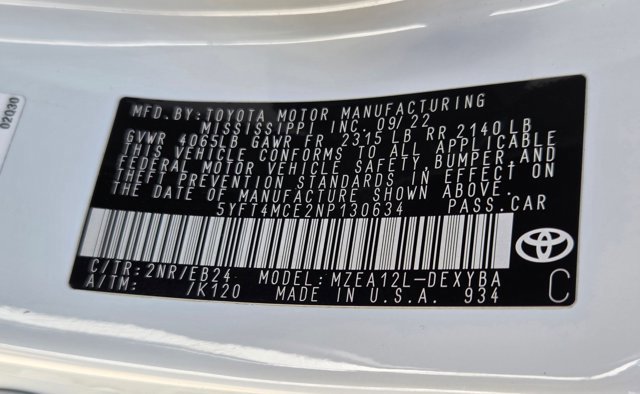 02030
MFD.BY:TOYOTA MOTOR MANUFACTURING
MISSISSIPPI INC. 09/22
GVWR 4065LB GAWR FR 2315 LB RR 2140 LB
THIS VEHICLE CONFORMS TO ALL APPLICABLE
FEDERAL MOTOR VEHICLE SAFETY, BUMPER AND
THEFT PREVENTION STANDARDS IN EFFECT ON
THE DATE OF MANUFACTURE SHOWN ABOVE.
5YFT4MCE2NP130634 PASS.CAR
C/TR:2NR/EB24 MODEL:MZEA12L-DEXYBA
A/TM: /K120 MADE IN U.S.A. 934
C